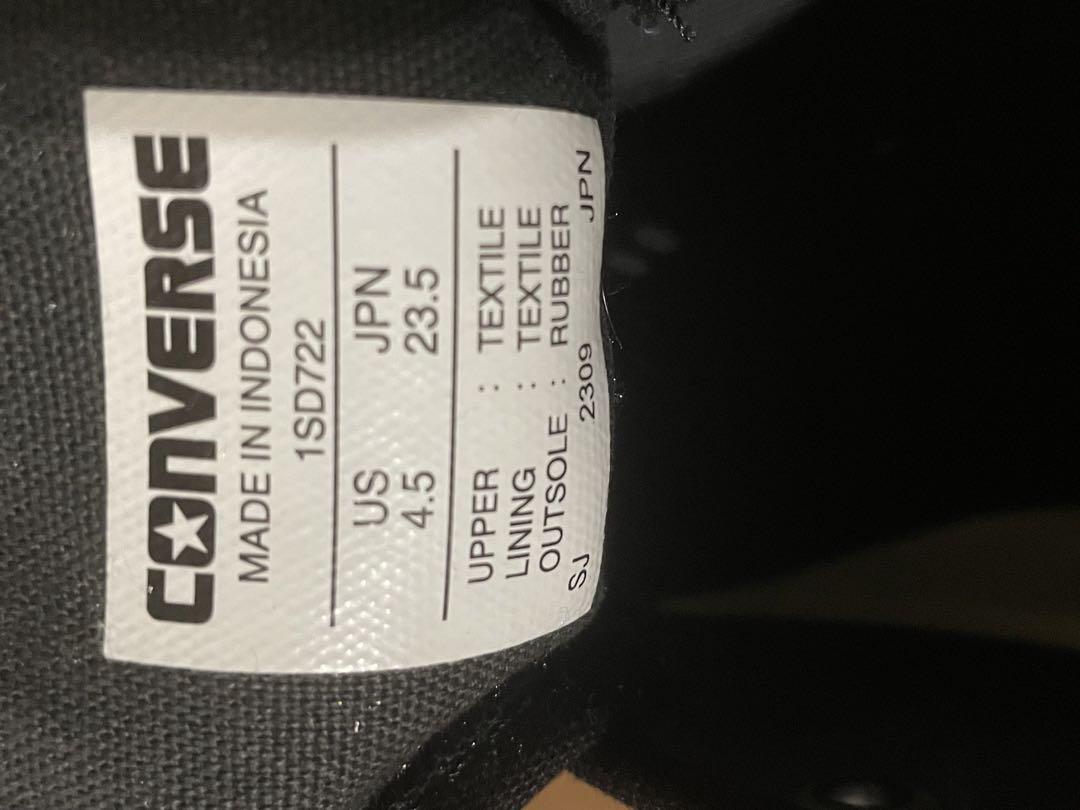 CONVERSE
MADE IN INDONESIA
1SD722
US JPN
4.5 23.5
UPPER : TEXTILE
LINING : TEXTILE
OUTSOLE : RUBBER
SJ 2309 JPN